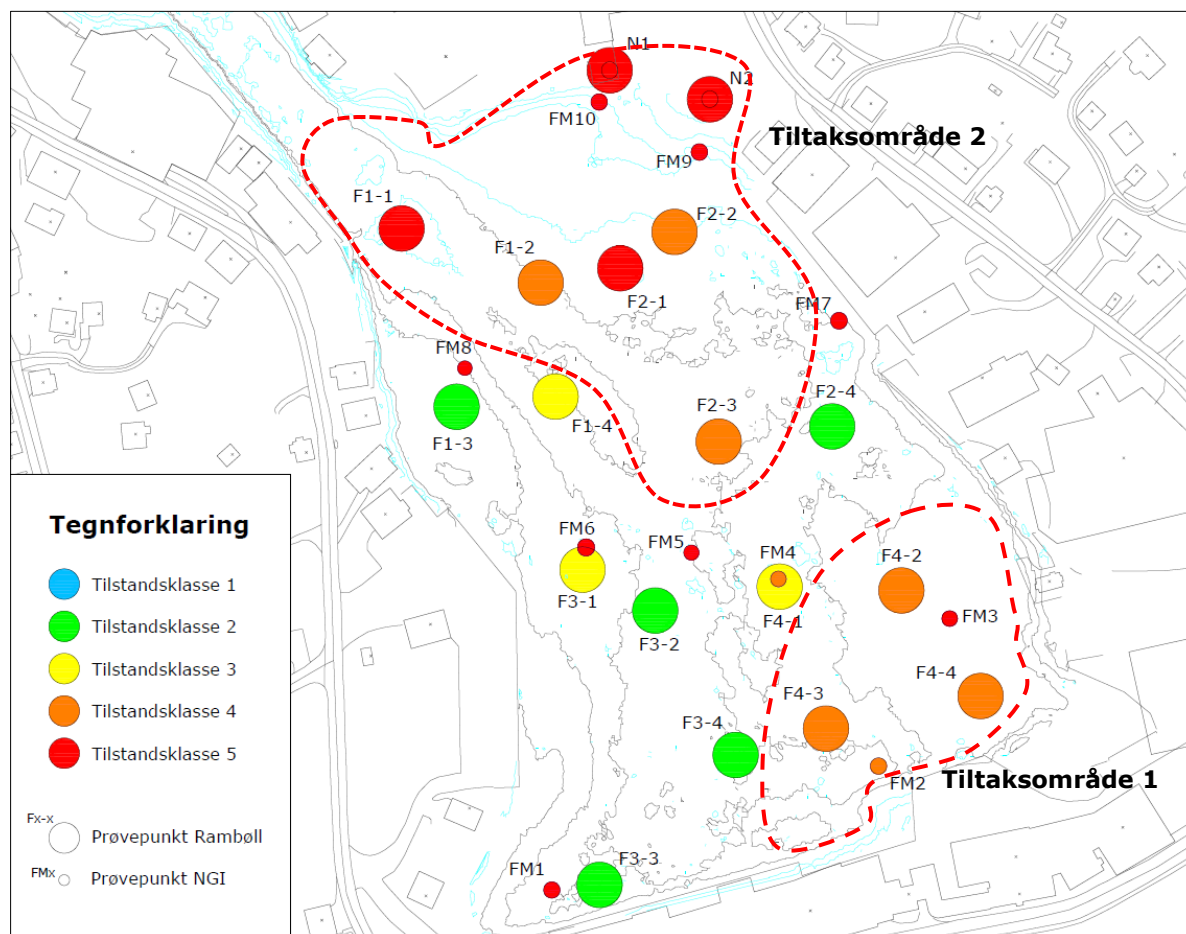 N1
N2
FM10
Tiltaksområde 2
FM9
F1-1
F2-2
F1-2
F2-1
FM7
FM8
F2-4
F1-4
F2-3
F1-3
Tegnforklaring
FM6
FM5
FM4
F4-2
Tilstandsklasse 1
F3-1
F4-1
FM3
Tilstandsklasse 2
F3-2
Tilstandsklasse 3
F4-4
F4-3
Tilstandsklasse 4
F3-4
Tilstandsklasse 5
FM2
Tiltaksområde 1
Fx-x
Prøvepunkt Rambøll
FMx
Prøvepunkt NGI
FM1
F3-3